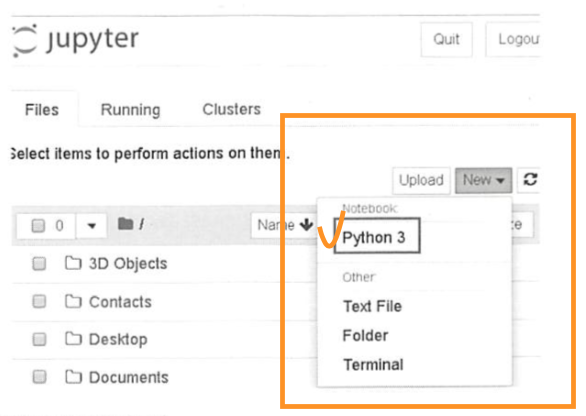 jupyter
Quit Logou
Files Running Clusters
Select items to perform actions on them.
Upload New
Notebook:
0 / Name
Python 3
3D Objects
Other:
Contacts
Text File
Desktop
Folder
Documents
Terminal